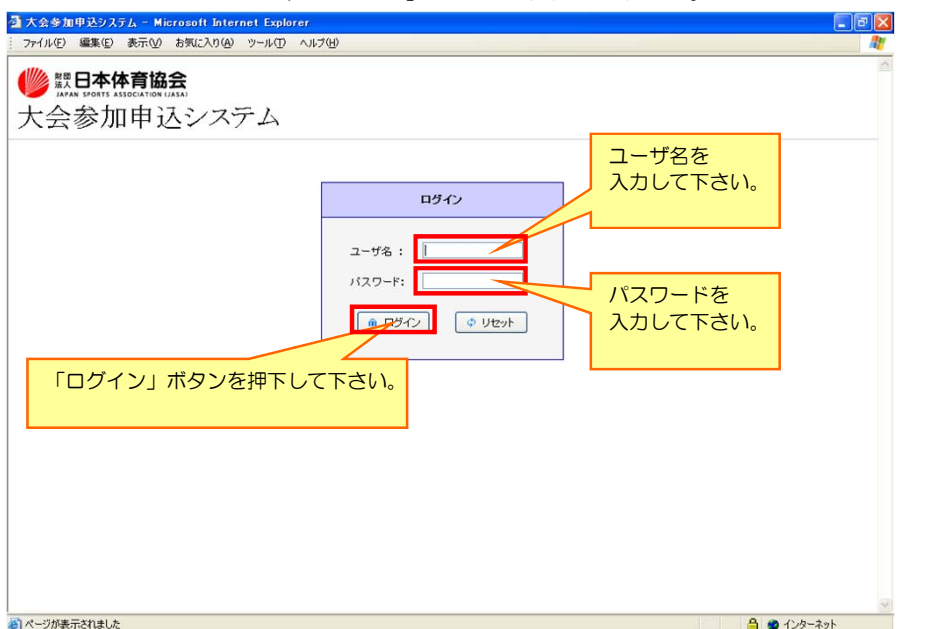 大会参加申込システム - Microsoft Internet Explorer
ファイル(F) 編集(E) 表示(V) お気に入り(A) ツール(T) ヘルプ(H)
財団法人 日本体育協会
JAPAN SPORTS ASSOCIATION (JASA)
大会参加申込システム
ユーザ名を
入力して下さい。
ログイン
ユーザ名 :
パスワード:
パスワードを
入力して下さい。
ログイン リセット
「ログイン」ボタンを押下して下さい。
ページが表示されました インターネット